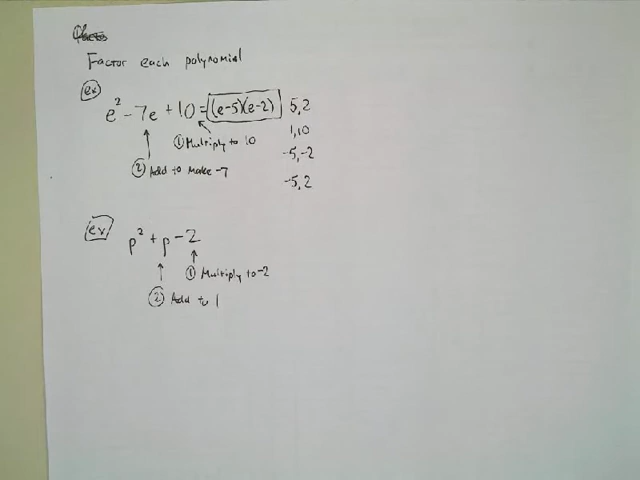 Factor each polynomial
ex
e² - 7e + 10 = (e-5)(e-2) 5,2
1,10
① Multiply to 10
-5,-2
② Add to make -7
-5,2
ex
p² + p - 2
① Multiply to -2
② Add to 1